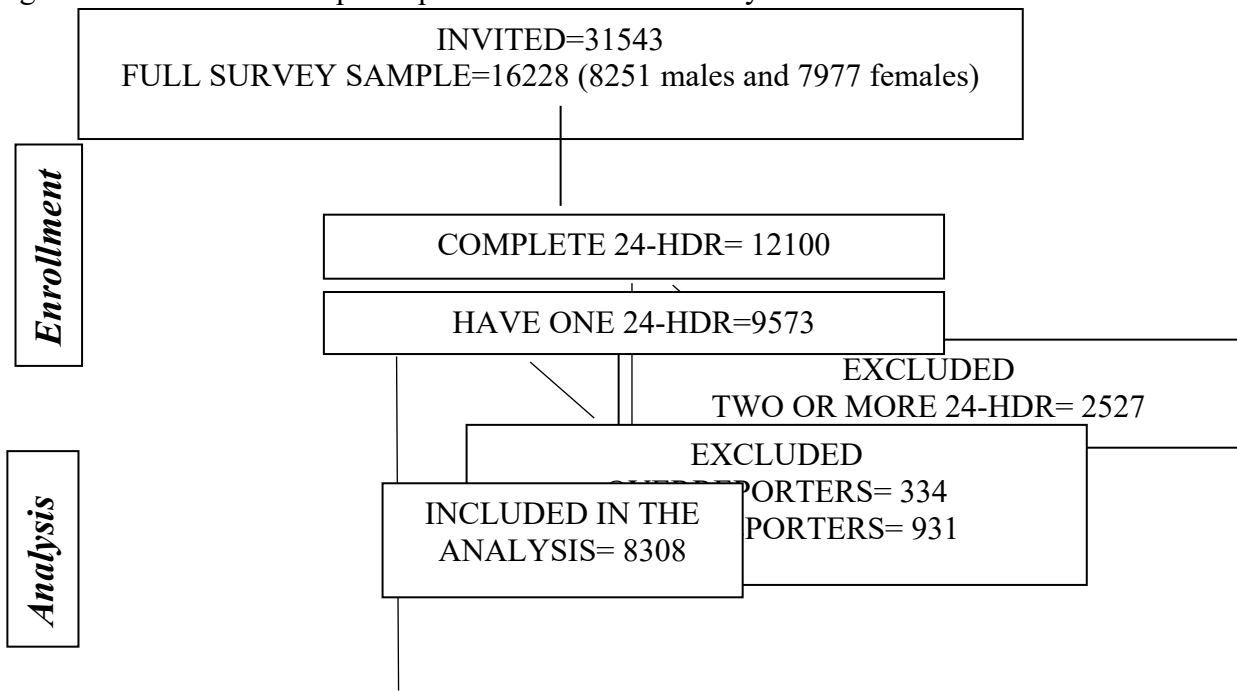 INVITED=31543
FULL SURVEY SAMPLE=16228 (8251 males and 7977 females)
Enrollment
COMPLETE 24-HDR= 12100
HAVE ONE 24-HDR=9573
EXCLUDED
TWO OR MORE 24-HDR= 2527
EXCLUDED
334
PORTERS= 931
INCLUDED IN THE
ANALYSIS= 8308
Analysis